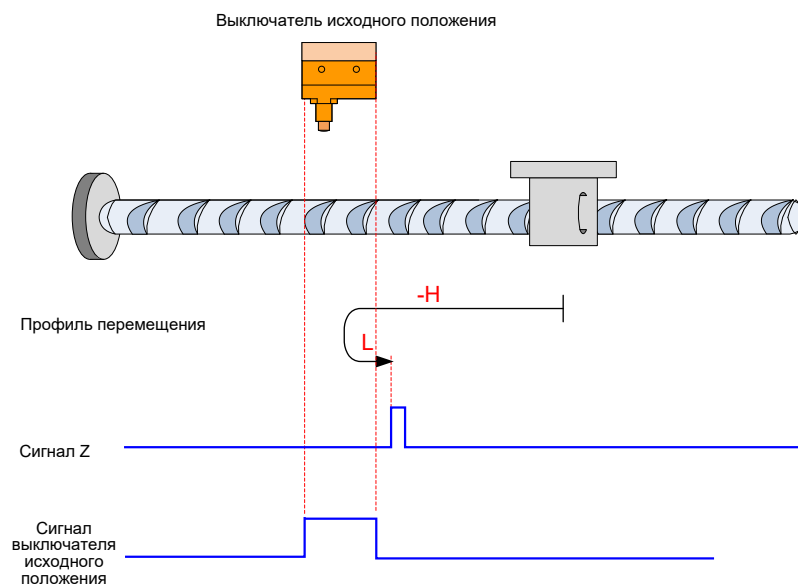 Выключатель исходного положения
-H
Профиль перемещения
L
Сигнал Z
Сигнал
выключателя
исходного
положения